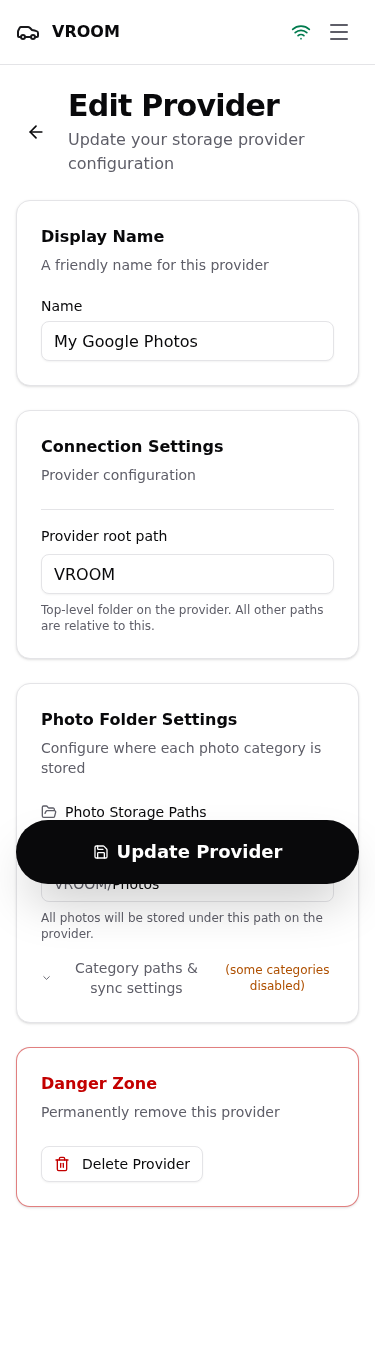 VROOM
Edit Provider
Update your storage provider
configuration
Display Name
A friendly name for this provider
Name
My Google Photos
Connection Settings
Provider configuration
Provider root path
VROOM
Top-level folder on the provider. All other paths
are relative to this.
Photo Folder Settings
Configure where each photo category is
stored
Photo Storage Paths
Update Provider
VROOM/Photos
All photos will be stored under this path on the
provider.
Category paths &
sync settings
(some categories
disabled)
Danger Zone
Permanently remove this provider
Delete Provider